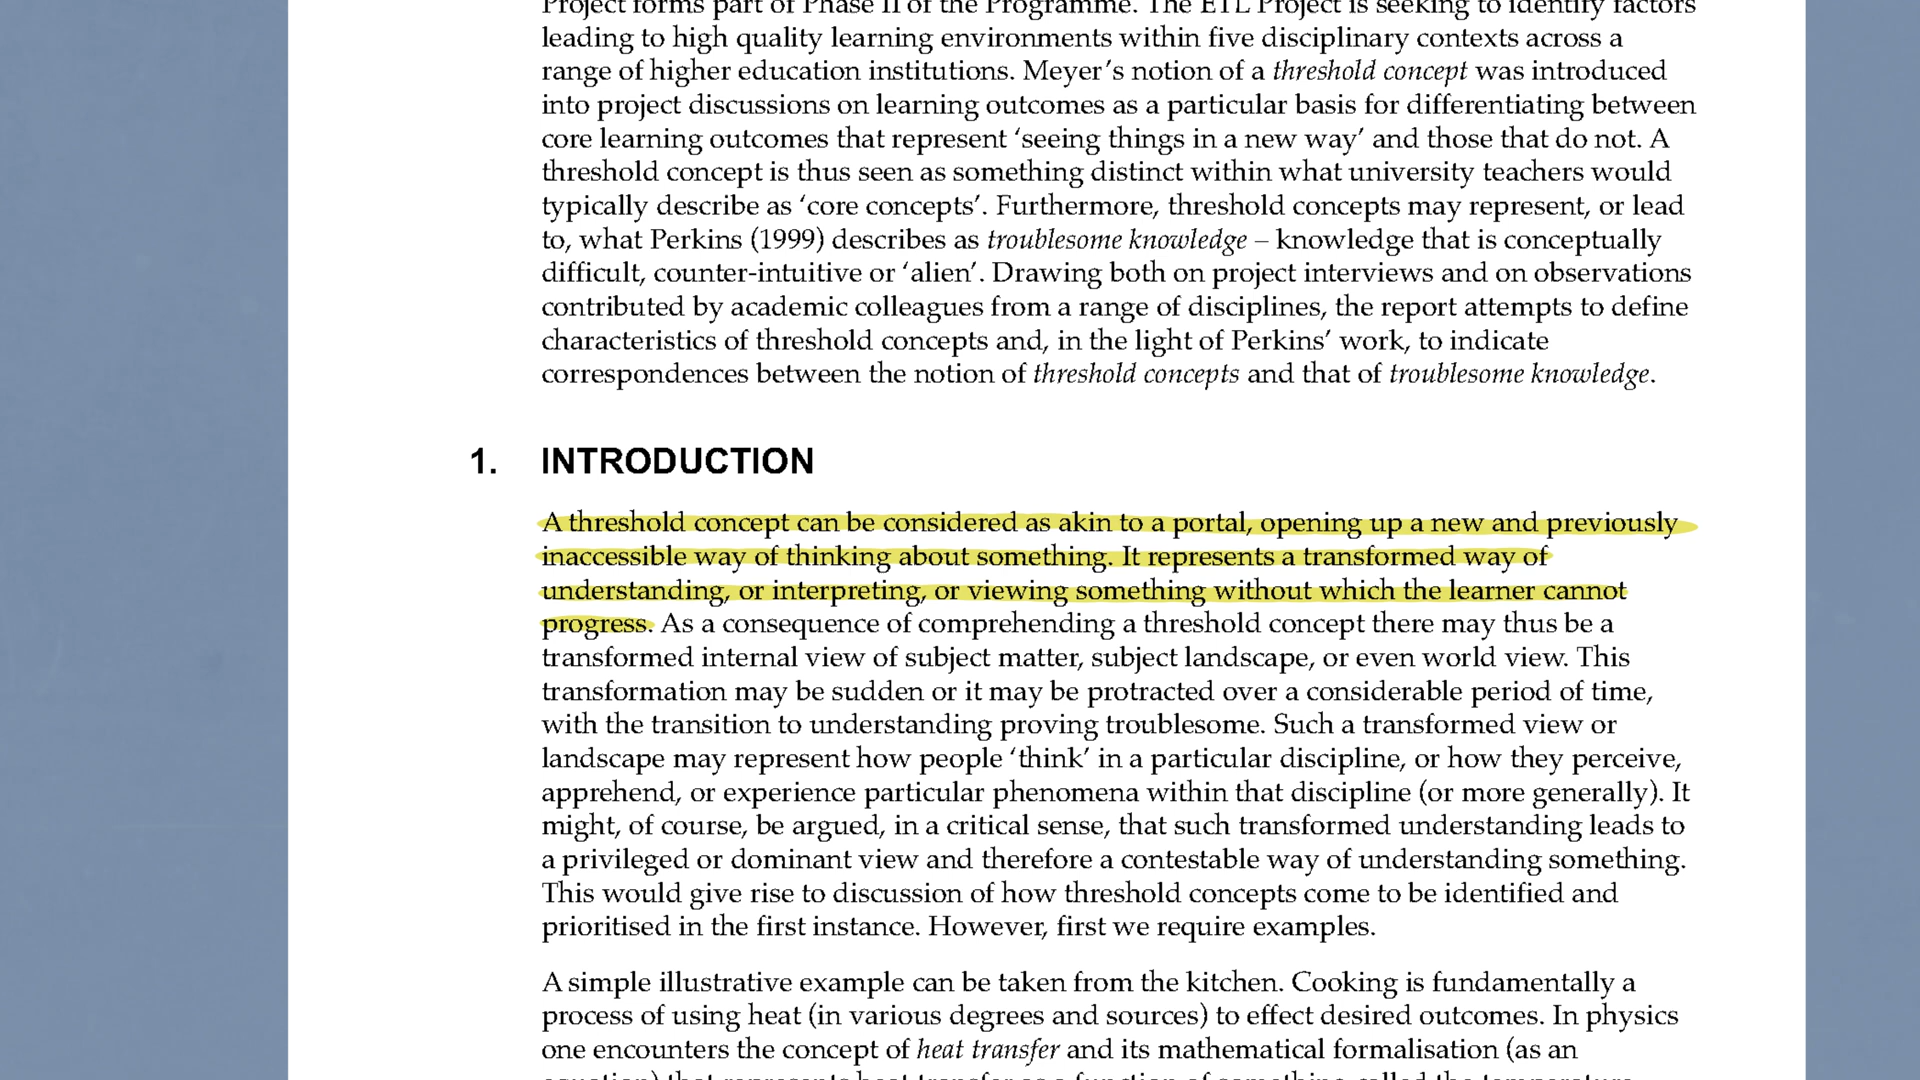 Project forms part of Phase II of the Programme. The ETL Project is seeking to identify factors
leading to high quality learning environments within five disciplinary contexts across a
range of higher education institutions. Meyer’s notion of a threshold concept was introduced
into project discussions on learning outcomes as a particular basis for differentiating between
core learning outcomes that represent ‘seeing things in a new way’ and those that do not. A
threshold concept is thus seen as something distinct within what university teachers would
typically describe as ‘core concepts’. Furthermore, threshold concepts may represent, or lead
to, what Perkins (1999) describes as troublesome knowledge – knowledge that is conceptually
difficult, counter-intuitive or ‘alien’. Drawing both on project interviews and on observations
contributed by academic colleagues from a range of disciplines, the report attempts to define
characteristics of threshold concepts and, in the light of Perkins’ work, to indicate
correspondences between the notion of threshold concepts and that of troublesome knowledge.
1. INTRODUCTION
A threshold concept can be considered as akin to a portal, opening up a new and previously
inaccessible way of thinking about something. It represents a transformed way of
understanding, or interpreting, or viewing something without which the learner cannot
progress. As a consequence of comprehending a threshold concept there may thus be a
transformed internal view of subject matter, subject landscape, or even world view. This
transformation may be sudden or it may be protracted over a considerable period of time,
with the transition to understanding proving troublesome. Such a transformed view or
landscape may represent how people ‘think’ in a particular discipline, or how they perceive,
apprehend, or experience particular phenomena within that discipline (or more generally). It
might, of course, be argued, in a critical sense, that such transformed understanding leads to
a privileged or dominant view and therefore a contestable way of understanding something.
This would give rise to discussion of how threshold concepts come to be identified and
prioritised in the first instance. However, first we require examples.
A simple illustrative example can be taken from the kitchen. Cooking is fundamentally a
process of using heat (in various degrees and sources) to effect desired outcomes. In physics
one encounters the concept of heat transfer and its mathematical formalisation (as an